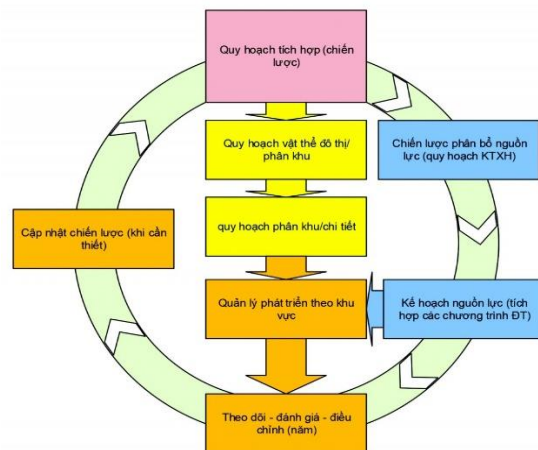 Quy hoạch tích hợp (chiến
lược)
Quy hoạch vật thể đô thị/
phân khu
Chiến lược phân bổ nguồn
lực (quy hoạch KTXH)
quy hoạch phân khu/chi tiết
Cập nhật chiến lược (khi cần
thiết)
Quản lý phát triển theo khu
vực
Kế hoạch nguồn lực (tích
hợp các chương trình ĐT)
Theo dõi - đánh giá - điều
chỉnh (năm)